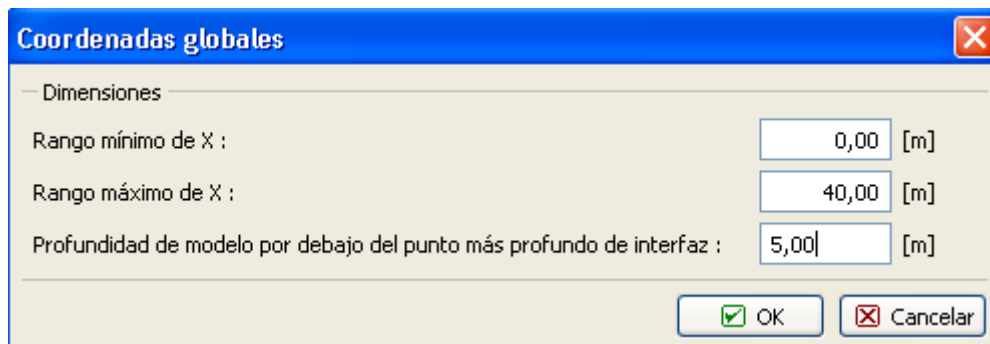 Coordenadas globales
Dimensiones
Rango mínimo de X : 0,00 [m]
Rango máximo de X : 40,00 [m]
Profundidad de modelo por debajo del punto más profundo de interfaz : 5,00 [m]
OK Cancelar